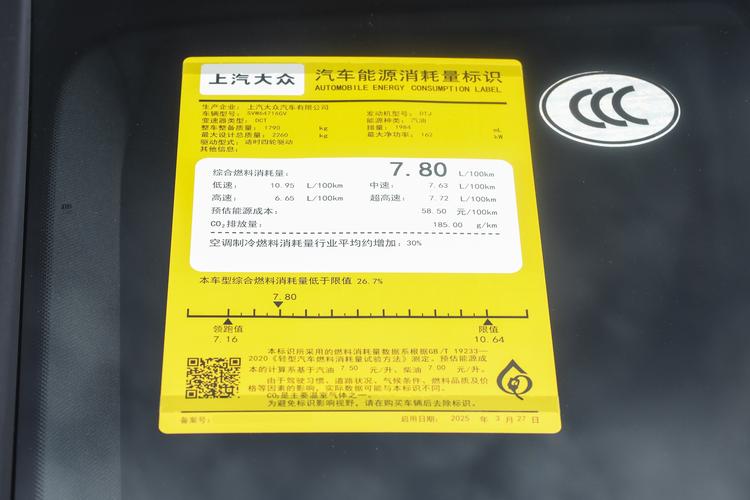 上汽大众
汽车能源消耗量标识
AUTOMOBILE ENERGY CONSUMPTION LABEL
生产企业: 上汽大众汽车有限公司
车辆型号: SVW64716GV 发动机型号: DTJ
变速器类型: DCT 能源种类: 汽油
整车整备质量: 1790 kg 排量: 1984 mL
最大设计总质量: 2260 kg 最大净功率: 162 kW
驱动型式: 适时四轮驱动
其他信息:
综合燃料消耗量: 7.80 L/100km
低速: 10.95 L/100km 中速: 7.63 L/100km
高速: 6.65 L/100km 超高速: 7.72 L/100km
预估能源成本: 58.50 元/100km
CO₂排放量: 185.00 g/km
空调制冷燃料消耗量行业平均约增加: 30%
本车型综合燃料消耗量低于限值 26.7%
7.80
领跑值 限值
7.16 10.64
本标识所采用的燃料消耗量数据系根据GB/T 19233—
2020《轻型汽车燃料消耗量试验方法》测定。预估能源成
本的计算系基于汽油 7.50 元/升、柴油 7.00 元/升。
由于驾驶习惯、道路状况、气候条件、燃料品质及价
格等因素的影响，实际数据可能与本标识不同。
CO₂是主要温室气体之一。
为避免标识影响视野，请在购买车辆后去除标识。
备案号: 启用日期: 2025 年 3 月 27 日
CCC